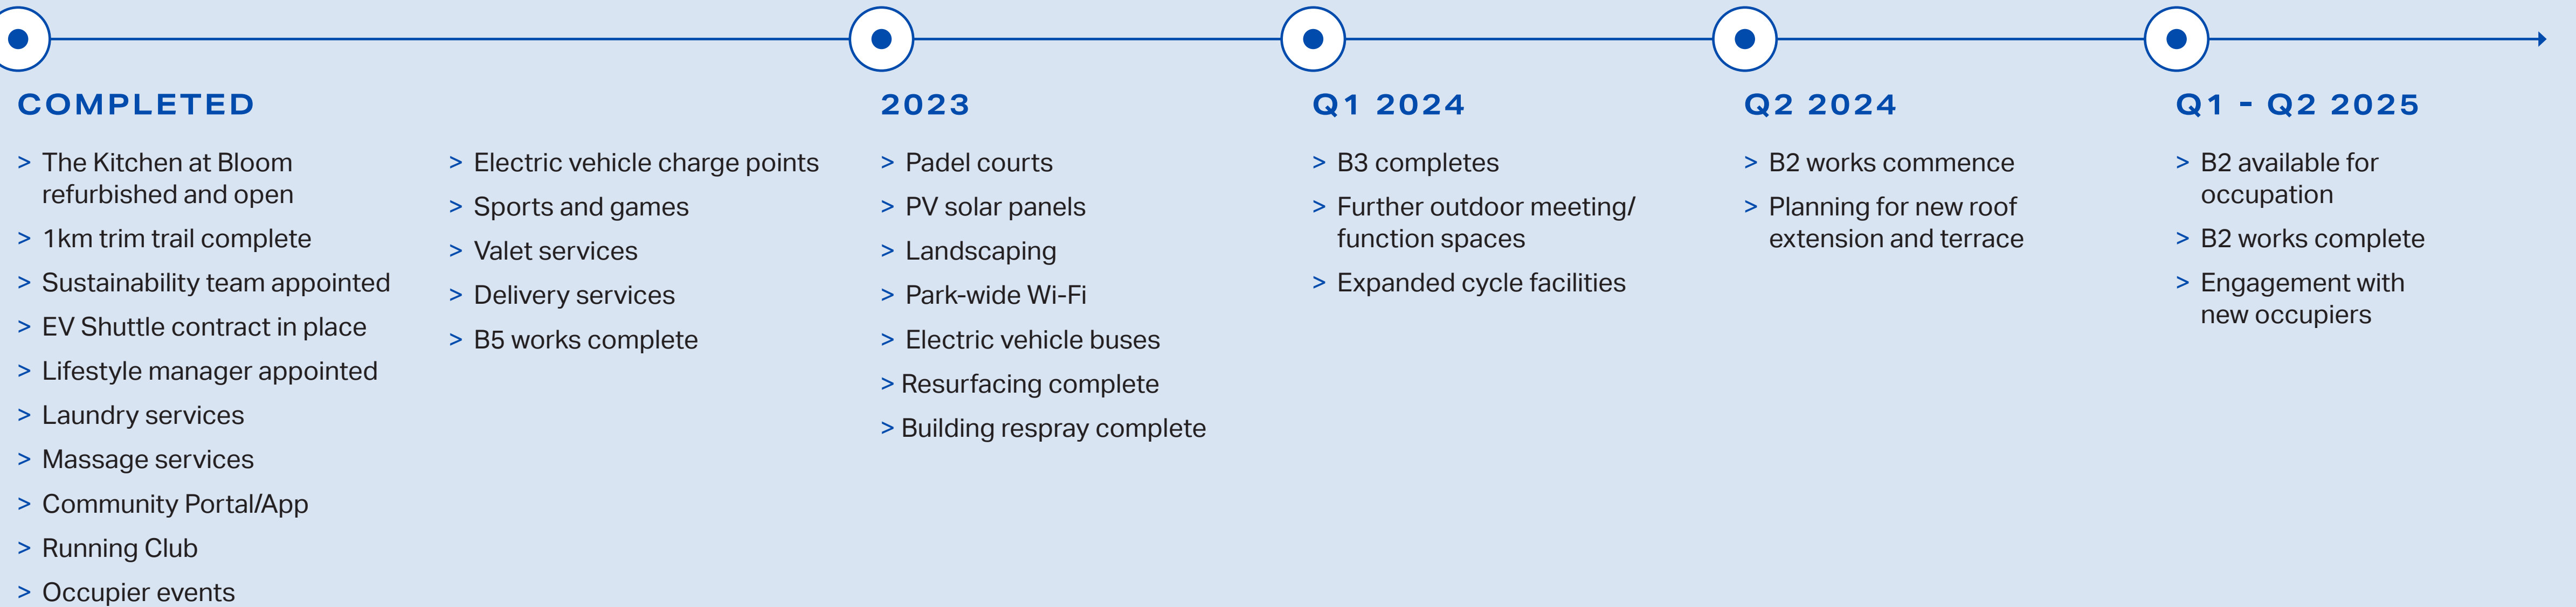 COMPLETED
> The Kitchen at Bloom
refurbished and open
> 1km trim trail complete
> Sustainability team appointed
> EV Shuttle contract in place
> Lifestyle manager appointed
> Laundry services
> Massage services
> Community Portal/App
> Running Club
> Occupier events
> Electric vehicle charge points
> Sports and games
> Valet services
> Delivery services
> B5 works complete
2023
> Padel courts
> PV solar panels
> Landscaping
> Park-wide Wi-Fi
> Electric vehicle buses
> Resurfacing complete
> Building respray complete
Q1 2024
> B3 completes
> Further outdoor meeting/
function spaces
> Expanded cycle facilities
Q2 2024
> B2 works commence
> Planning for new roof
extension and terrace
Q1 - Q2 2025
> B2 available for
occupation
> B2 works complete
> Engagement with
new occupiers